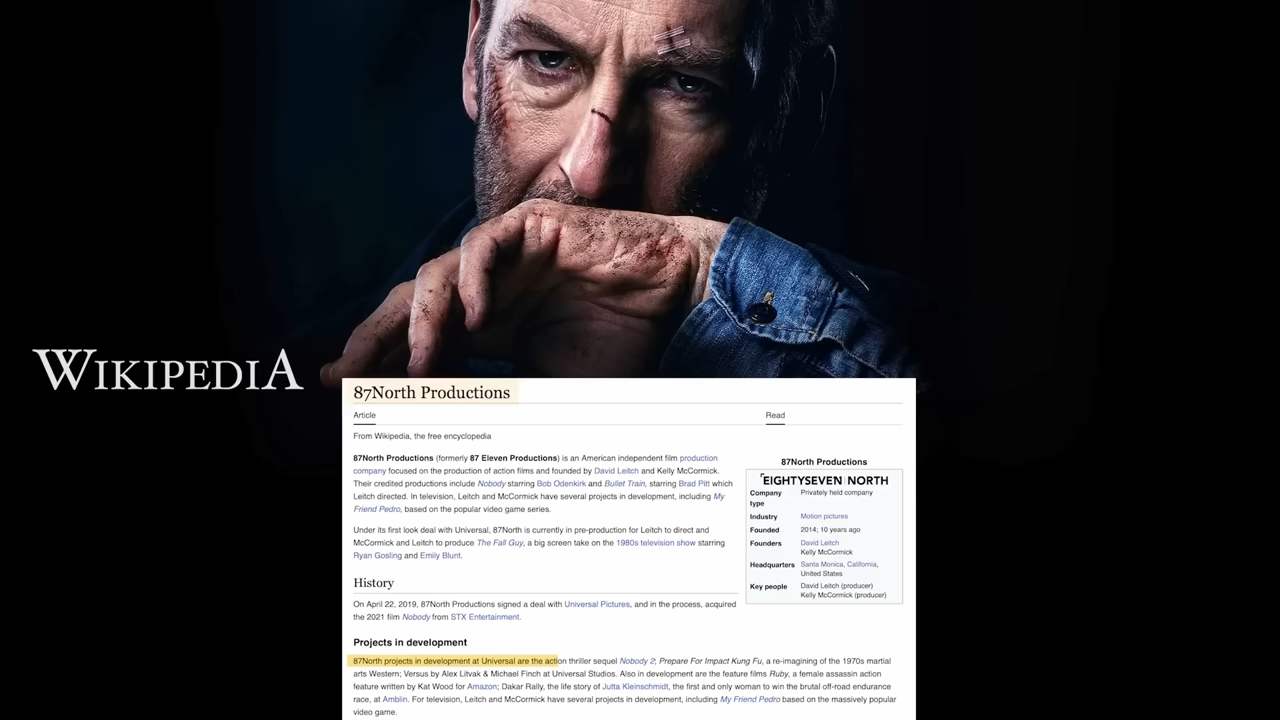 WIKIPEDIA
87North Productions
Article
Read
From Wikipedia, the free encyclopedia
87North Productions (formerly 87 Eleven Productions) is an American independent film production
company focused on the production of action films and founded by David Leitch and Kelly McCormick.
Their credited productions include Nobody starring Bob Odenkirk and Bullet Train, starring Brad Pitt which
Leitch directed. In television, Leitch and McCormick have several projects in development, including My
Friend Pedro, based on the popular video game series.
Under its first look deal with Universal, 87North is currently in pre-production for Leitch to direct and
McCormick and Leitch to produce The Fall Guy, a big screen take on the 1980s television show starring
Ryan Gosling and Emily Blunt.
87North Productions
EIGHTYSEVEN NORTH
Company type Privately held company
Industry Motion pictures
Founded 2014; 10 years ago
Founders David Leitch
Kelly McCormick
Headquarters Santa Monica, California,
United States
Key people David Leitch (producer)
Kelly McCormick (producer)
History
On April 22, 2019, 87North Productions signed a deal with Universal Pictures, and in the process, acquired
the 2021 film Nobody from STX Entertainment.
Projects in development
87North projects in development at Universal are the action thriller sequel Nobody 2; Prepare For Impact Kung Fu, a re-imagining of the 1970s martial
arts Western; Versus by Alex Litvak & Michael Finch at Universal Studios. Also in development are the feature films Ruby, a female assassin action
feature written by Kat Wood for Amazon; Dakar Rally, the life story of Jutta Kleinschmidt, the first and only woman to win the brutal off-road endurance
race, at Amblin. For television, Leitch and McCormick have several projects in development, including My Friend Pedro based on the massively popular
video game.